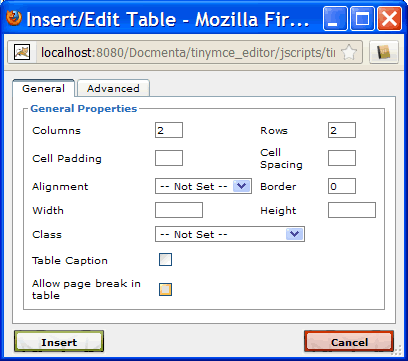 Insert/Edit Table - Mozilla Fir...
localhost:8080/Docmenta/tinymce_editor/jscripts/ti
General Advanced
General Properties
Columns 2 Rows 2
Cell Padding Cell Spacing
Alignment -- Not Set -- Border 0
Width Height
Class -- Not Set --
Table Caption
Allow page break in
table
Insert Cancel